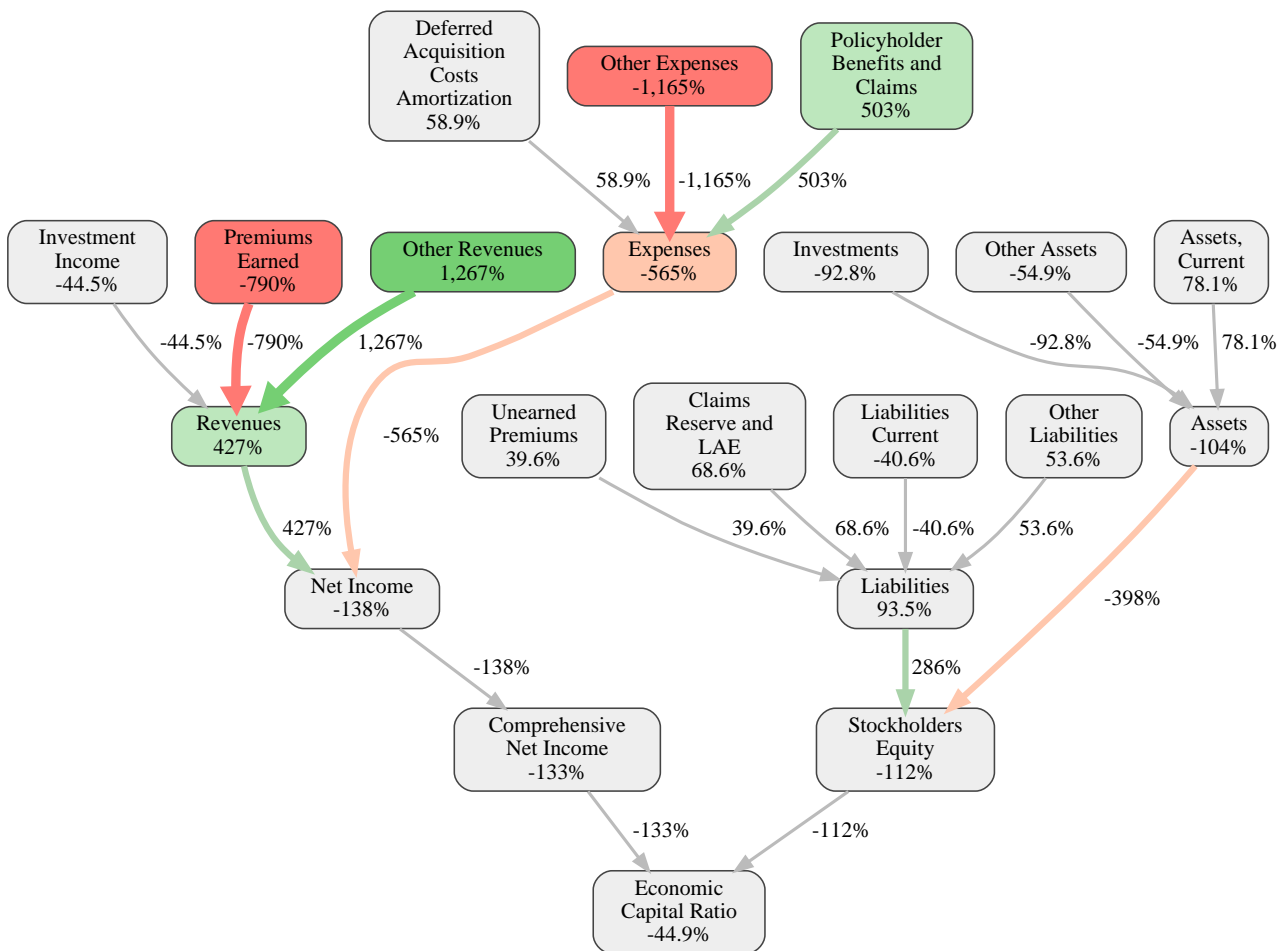 Deferred
Acquisition
Costs
Amortization
58.9%
Other Expenses
-1,165%
Policyholder
Benefits and
Claims
503%
58.9%
-1,165%
503%
Investment
Income
-44.5%
Premiums
Earned
-790%
Other Revenues
1,267%
Expenses
-565%
Investments
-92.8%
Other Assets
-54.9%
Assets,
Current
78.1%
-44.5%
-790%
1,267%
-92.8%
-54.9%
78.1%
Revenues
427%
-565%
Unearned
Premiums
39.6%
Claims
Reserve and
LAE
68.6%
Liabilities
Current
-40.6%
Other
Liabilities
53.6%
Assets
-104%
427%
39.6%
68.6%
-40.6%
53.6%
Net Income
-138%
Liabilities
93.5%
-398%
-138%
286%
Comprehensive
Net Income
-133%
Stockholders
Equity
-112%
-133%
-112%
Economic
Capital Ratio
-44.9%